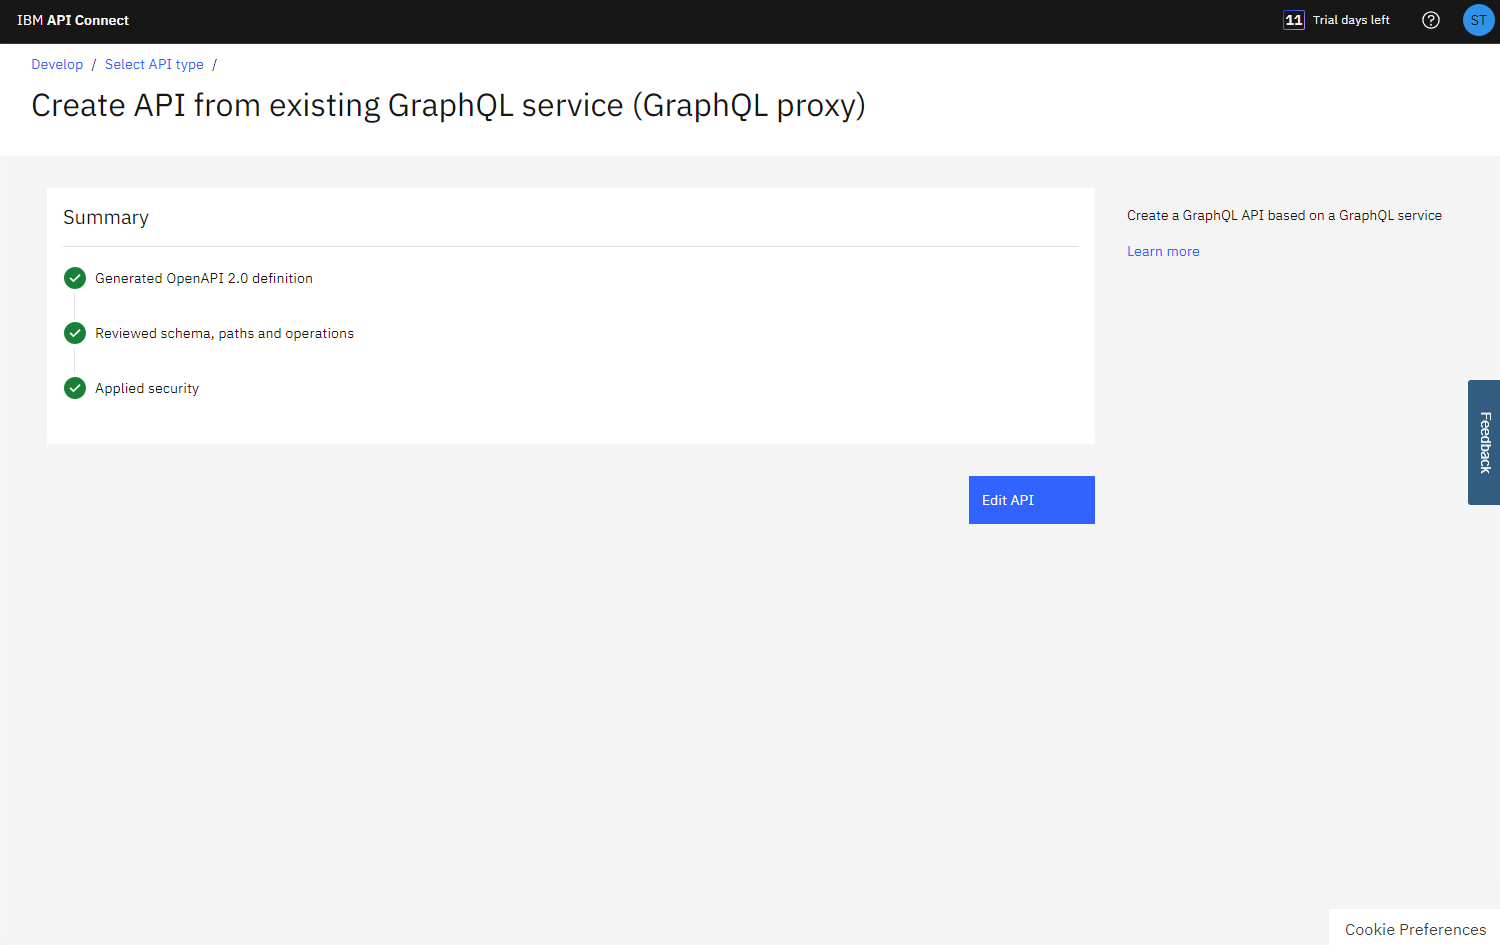 IBM API Connect
11 Trial days left
ST
Develop / Select API type /
Create API from existing GraphQL service (GraphQL proxy)
Summary
Generated OpenAPI 2.0 definition
Reviewed schema, paths and operations
Applied security
Edit API
Create a GraphQL API based on a GraphQL service
Learn more
Feedback
Cookie Preferences